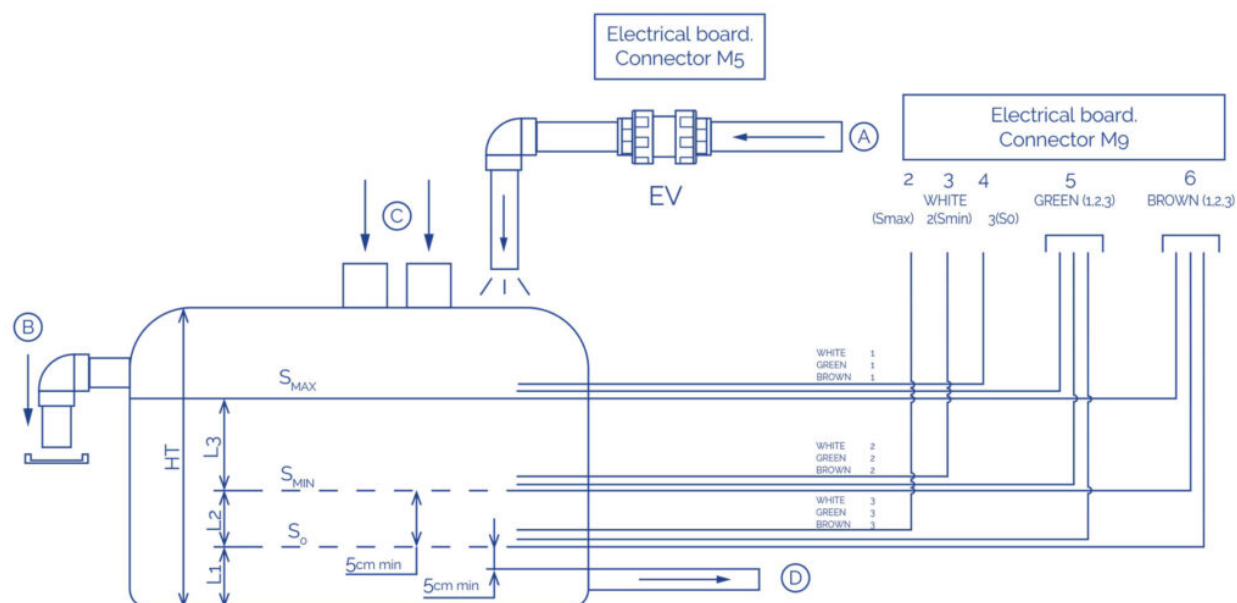 Electrical board.
Connector M5
Electrical board.
Connector M9
A
EV
2 3 4 5 6
WHITE GREEN (1,2,3) BROWN (1,2,3)
(Smax) 2(Smin) 3(S0)
C
B
SMAX
WHITE 1
GREEN 1
BROWN 1
HT
L3
SMIN
WHITE 2
GREEN 2
BROWN 2
L2
S0
WHITE 3
GREEN 3
BROWN 3
L1
5cm min
5cm min
D